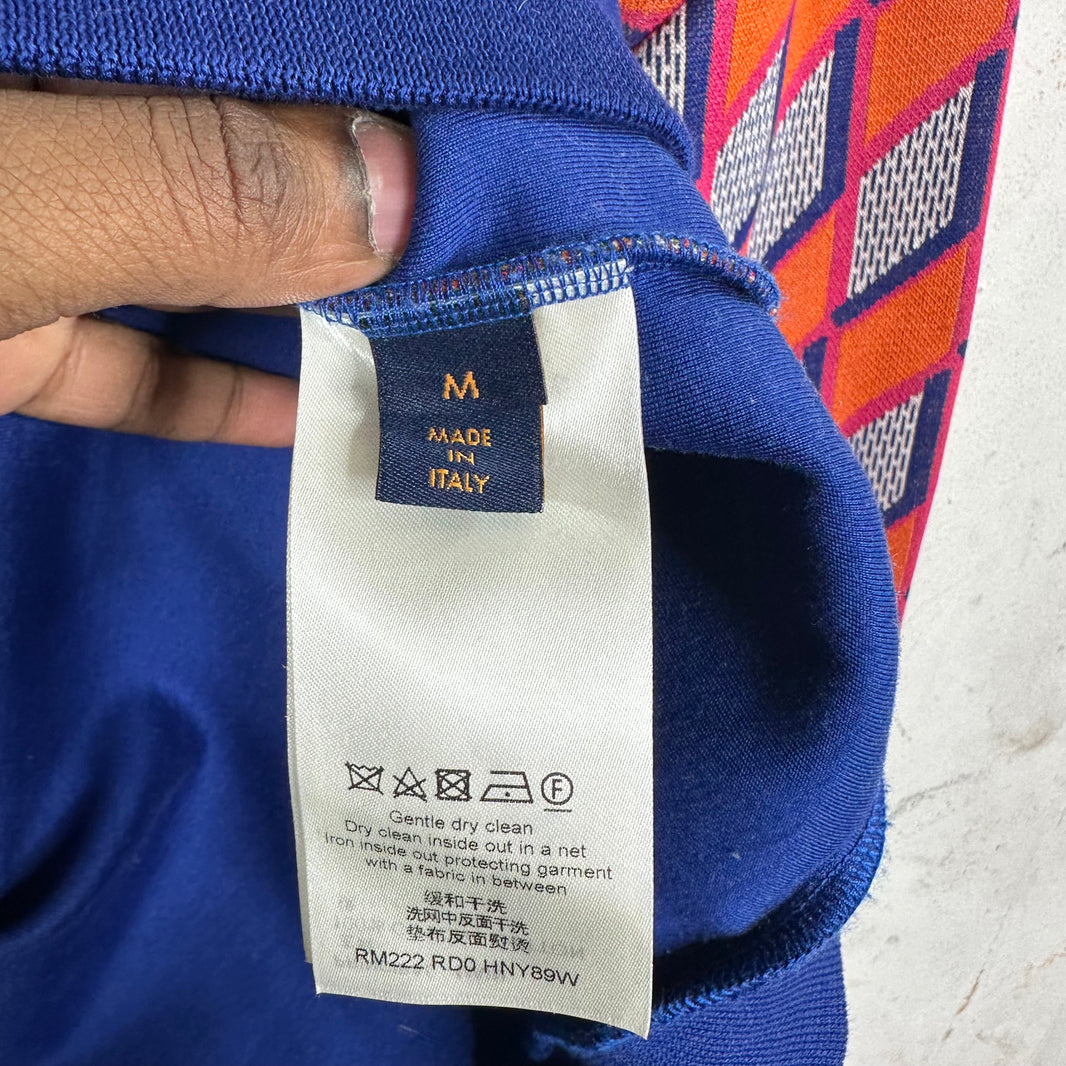 M
MADE
IN
ITALY
F
Gentle dry clean
Dry clean inside out in a net
Iron inside out protecting garment
with a fabric in between
缓和干洗
洗网中反面干洗
垫布反面熨烫
RM222 RD0 HNY89W